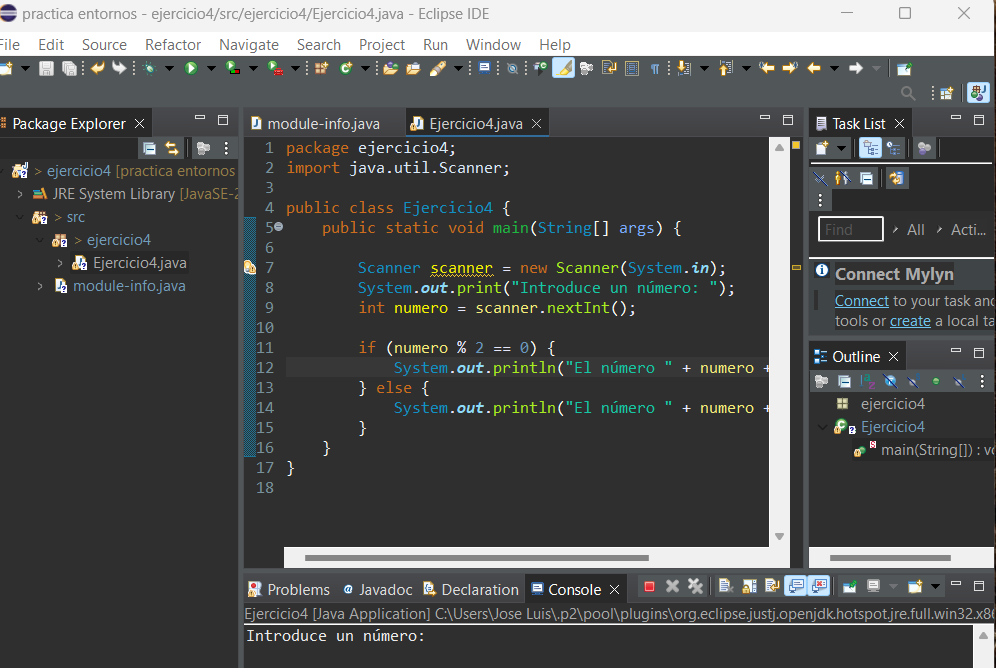 practica entornos - ejercicio4/src/ejercicio4/Ejercicio4.java - Eclipse IDE
File Edit Source Refactor Navigate Search Project Run Window Help
Package Explorer
> ejercicio4 [practica entornos
JRE System Library [JavaSE-2
> src
> ejercicio4
Ejercicio4.java
module-info.java
module-info.java
Ejercicio4.java
1 package ejercicio4;
2 import java.util.Scanner;
3
4 public class Ejercicio4 {
5 public static void main(String[] args) {
6
7 Scanner scanner = new Scanner(System.in);
8 System.out.print("Introduce un número: ");
9 int numero = scanner.nextInt();
10
11 if (numero % 2 == 0) {
12 System.out.println("El número " + numero +
13 } else {
14 System.out.println("El número " + numero +
15 }
16 }
17 }
18
Task List
Find All Acti...
Connect Mylyn
Connect to your task and
tools or create a local ta
Outline
ejercicio4
Ejercicio4
main(String[]) : vo
Problems Javadoc Declaration Console
Ejercicio4 [Java Application] C:\Users\Jose Luis\.p2\pool\plugins\org.eclipse.justj.openjdk.hotspot.jre.full.win32.x86
Introduce un número: